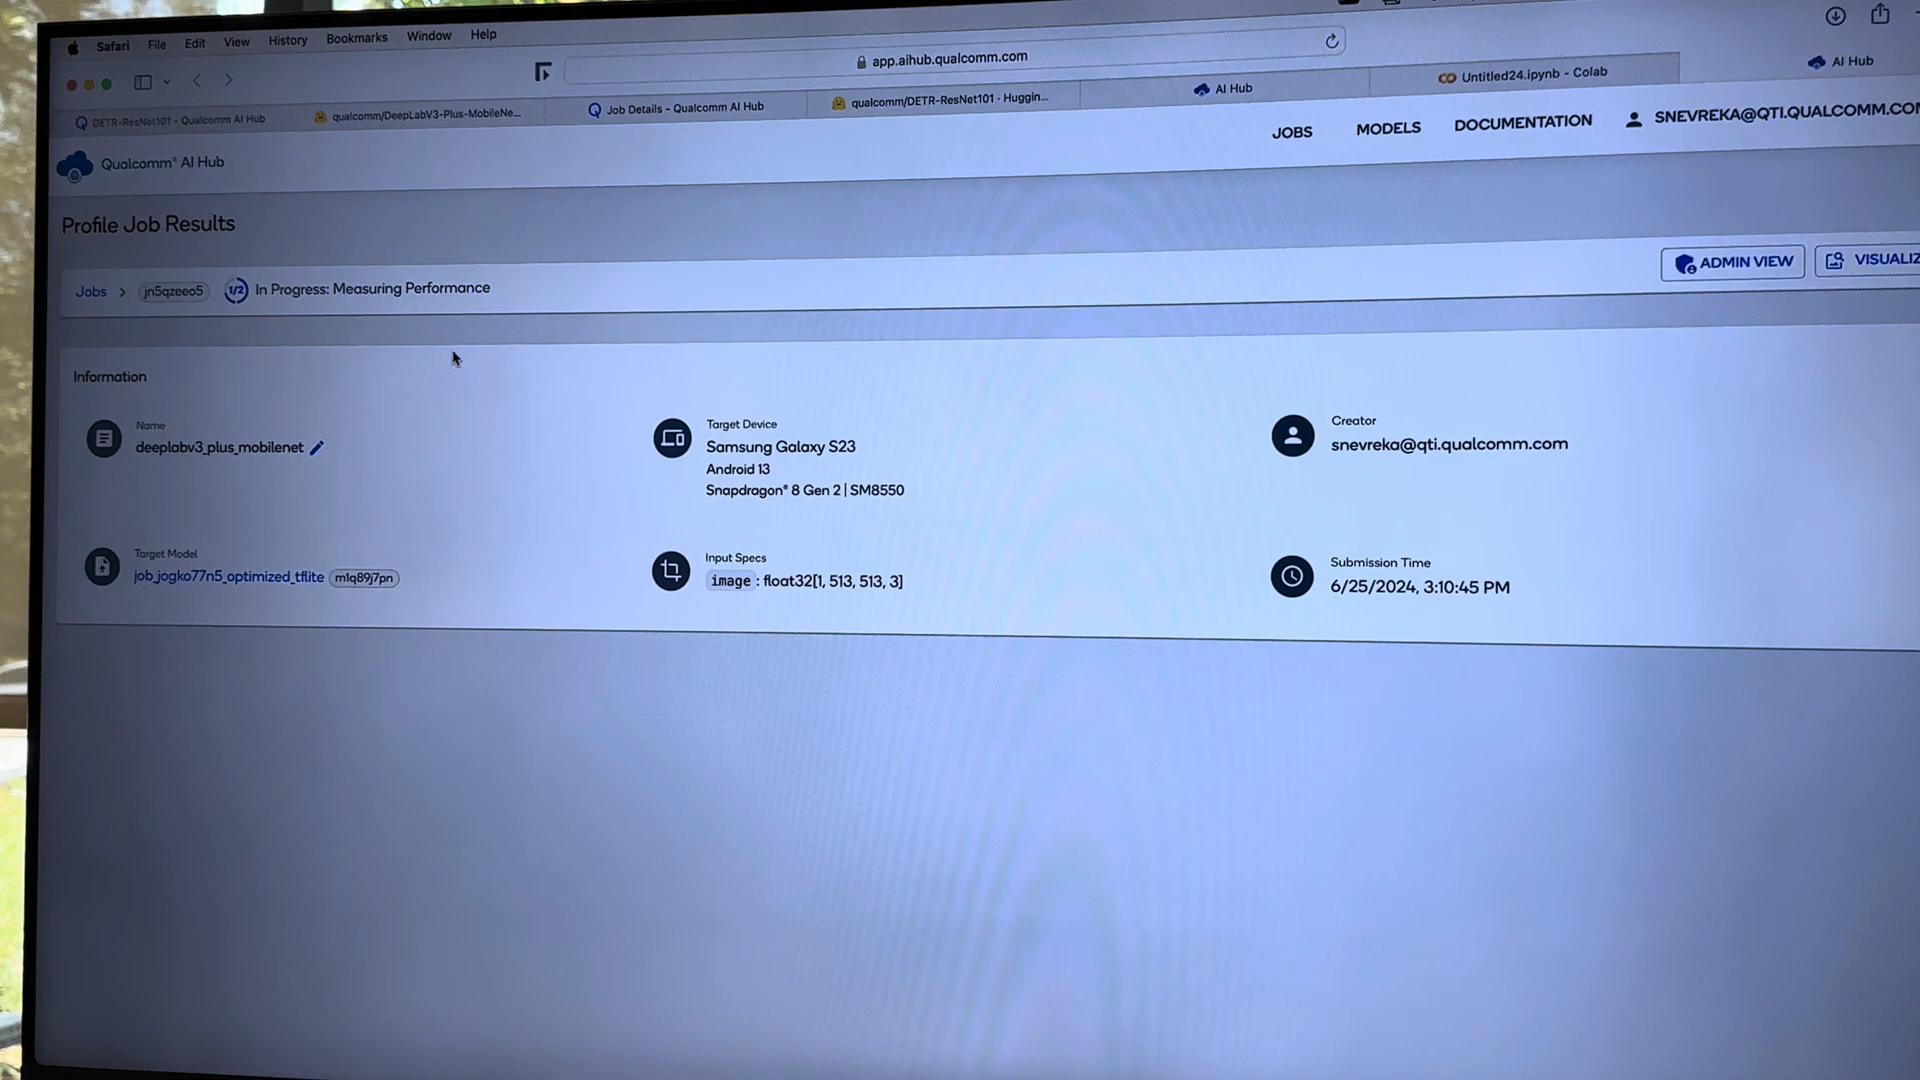 Safari File Edit View History Bookmarks Window Help
app.aihub.qualcomm.com
DETR-ResNet101 - Qualcomm AI Hub
qualcomm/DeepLabV3-Plus-MobileNe...
Job Details - Qualcomm AI Hub
qualcomm/DETR-ResNet101 · Huggin...
AI Hub
Untitled24.ipynb - Colab
AI Hub
Qualcomm® AI Hub
JOBS MODELS DOCUMENTATION SNEVREKA@QTI.QUALCOMM.CO
Profile Job Results
Jobs > jn5qzeeo5 1/2 In Progress: Measuring Performance
ADMIN VIEW
VISUALIZ
Information
Name
deeplabv3_plus_mobilenet
Target Device
Samsung Galaxy S23
Android 13
Snapdragon® 8 Gen 2 | SM8550
Creator
snevreka@qti.qualcomm.com
Target Model
job_jogko77n5_optimized_tflite m1q89j7pn
Input Specs
image : float32[1, 513, 513, 3]
Submission Time
6/25/2024, 3:10:45 PM